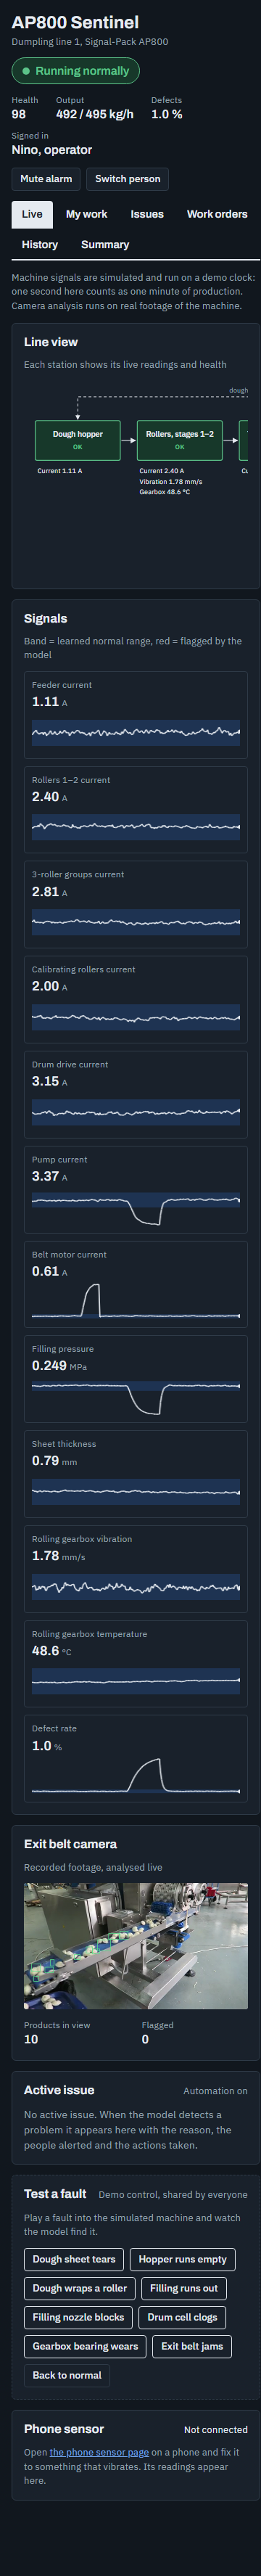 AP800 Sentinel
Dumpling line 1, Signal-Pack AP800
Running normally
Health
98
Output
492 / 495 kg/h
Defects
1.0 %
Signed in
Nino, operator
Mute alarm
Switch person
Live
My work
Issues
Work orders
History
Summary
Machine signals are simulated and run on a demo clock:
one second here counts as one minute of production.
Camera analysis runs on real footage of the machine.
Line view
Each station shows its live readings and health
dough
Dough hopper
OK
Current 1.11 A
Rollers, stages 1–2
OK
Current 2.40 A
Vibration 1.78 mm/s
Gearbox 48.6 °C
Cu
Signals
Band = learned normal range, red = flagged by the
model
Feeder current
1.11 A
Rollers 1–2 current
2.40 A
3-roller groups current
2.81 A
Calibrating rollers current
2.00 A
Drum drive current
3.15 A
Pump current
3.37 A
Belt motor current
0.61 A
Filling pressure
0.249 MPa
Sheet thickness
0.79 mm
Rolling gearbox vibration
1.78 mm/s
Rolling gearbox temperature
48.6 °C
Defect rate
1.0 %
Exit belt camera
Recorded footage, analysed live
Products in view
10
Flagged
0
Active issue
Automation on
No active issue. When the model detects a
problem it appears here with the reason, the
people alerted and the actions taken.
Test a fault
Demo control, shared by everyone
Play a fault into the simulated machine and watch
the model find it.
Dough sheet tears
Hopper runs empty
Dough wraps a roller
Filling runs out
Filling nozzle blocks
Drum cell clogs
Gearbox bearing wears
Exit belt jams
Back to normal
Phone sensor
Not connected
Open the phone sensor page on a phone and fix it
to something that vibrates. Its readings appear
here.